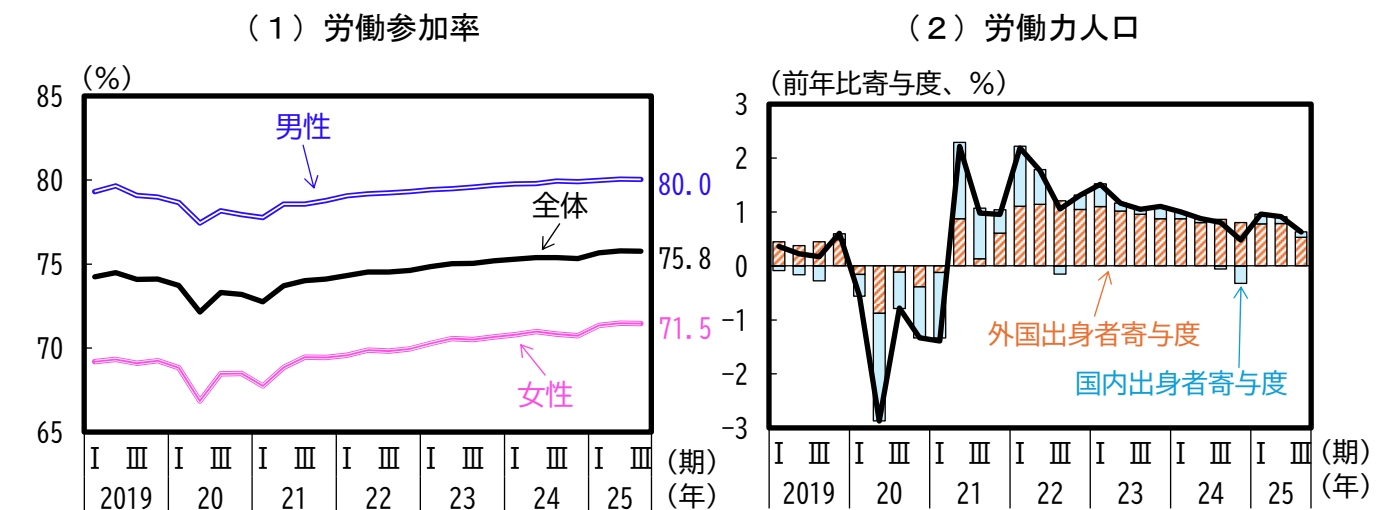 （１）労働参加率
(%)
85
80
75
70
65
男性
全体
女性
80.0
75.8
71.5
Ⅰ Ⅲ Ⅰ Ⅲ Ⅰ Ⅲ Ⅰ Ⅲ Ⅰ Ⅲ Ⅰ Ⅲ Ⅰ Ⅲ （期）
2019 20 21 22 23 24 25 （年）
（２）労働力人口
（前年比寄与度、％）
3
2
1
0
−1
−2
−3
外国出身者寄与度
国内出身者寄与度
Ⅰ Ⅲ Ⅰ Ⅲ Ⅰ Ⅲ Ⅰ Ⅲ Ⅰ Ⅲ Ⅰ Ⅲ Ⅰ Ⅲ （期）
2019 20 21 22 23 24 25 （年）